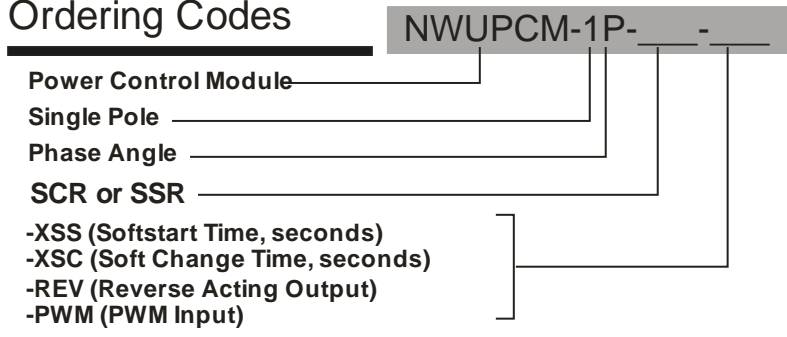 Ordering Codes
NWUPCM-1P-___-___
Power Control Module
Single Pole
Phase Angle
SCR or SSR
-XSS (Softstart Time, seconds)
-XSC (Soft Change Time, seconds)
-REV (Reverse Acting Output)
-PWM (PWM Input)